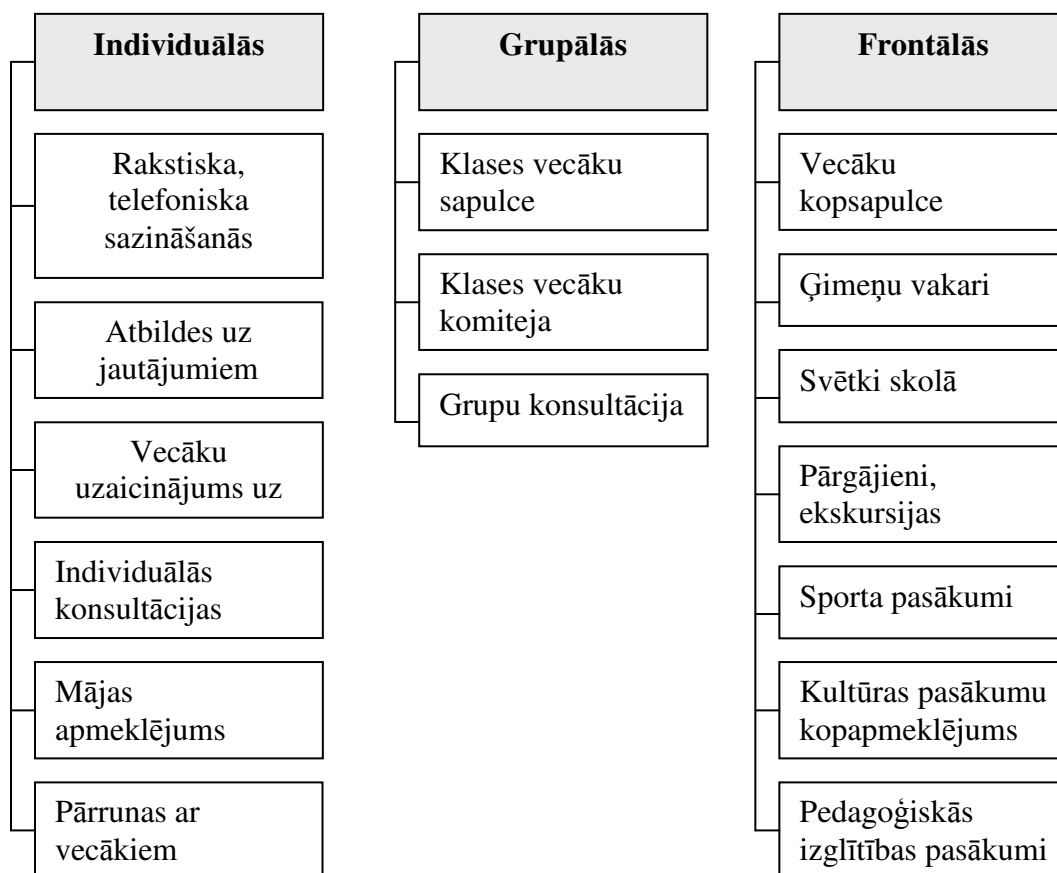 Individuālās
Rakstiska,
telefoniska
sazināšanās
Atbildes uz
jautājumiem
Vecāku
uzaicinājums uz
Individuālās
konsultācijas
Mājas
apmeklējums
Pārrunas ar
vecākiem
Grupālās
Klases vecāku
sapulce
Klases vecāku
komiteja
Grupu konsultācija
Frontālās
Vecāku
kopsapulce
Ģimeņu vakari
Svētki skolā
Pārgājieni,
ekskursijas
Sporta pasākumi
Kultūras pasākumu
kopapmeklējums
Pedagoģiskās
izglītības pasākumi